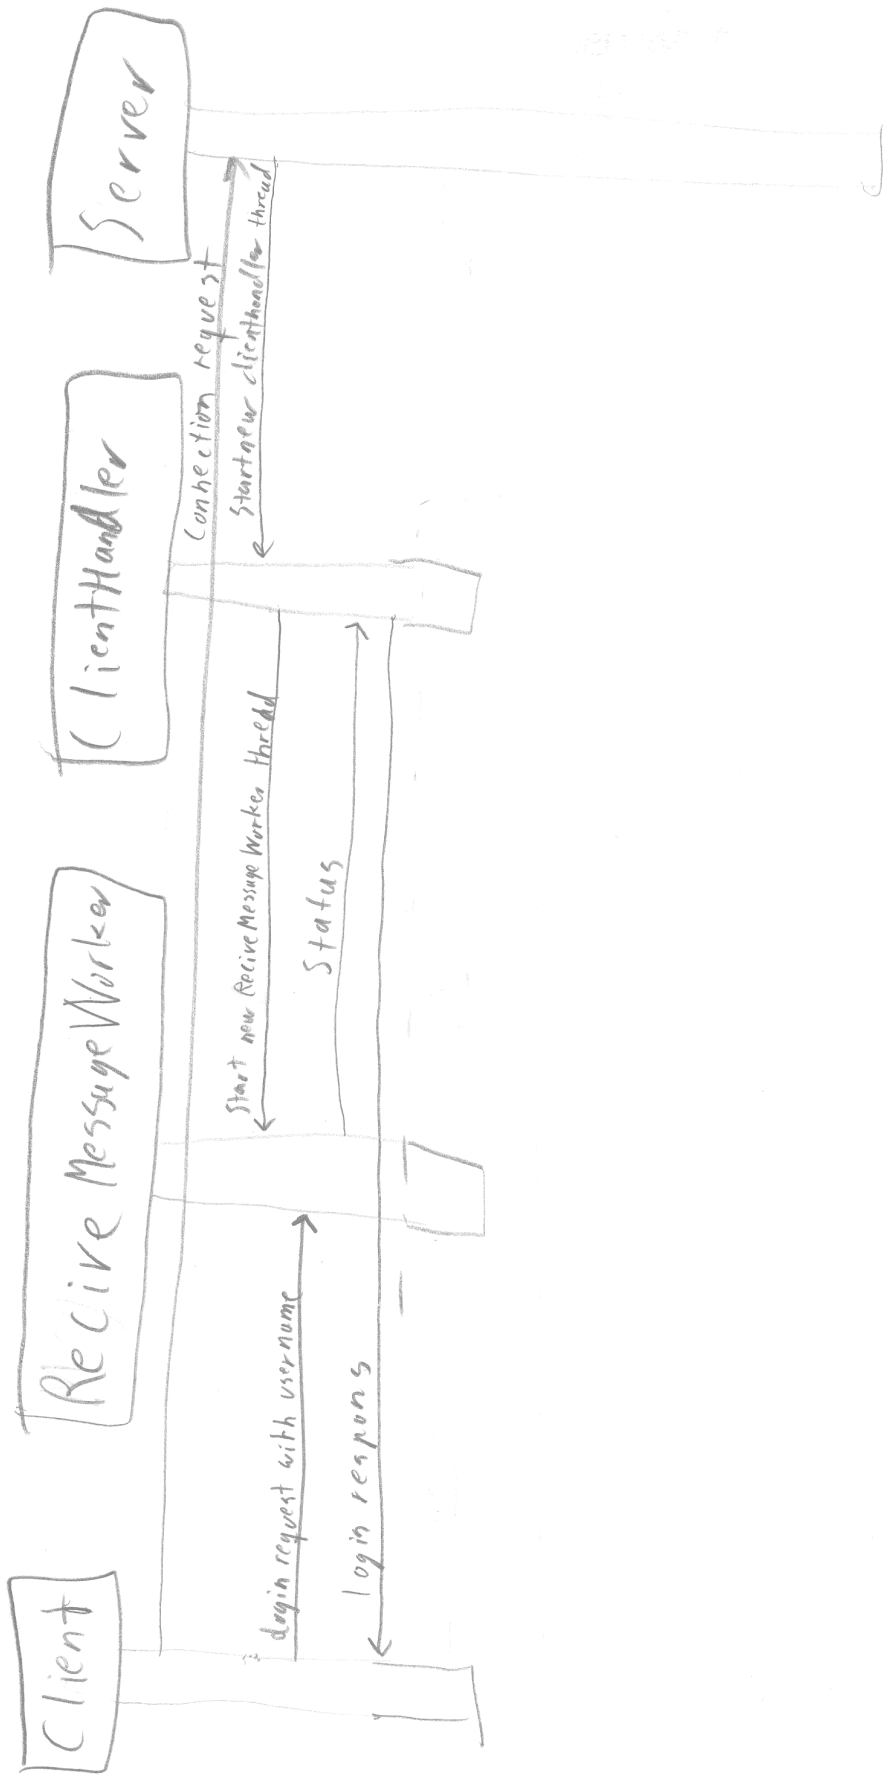 Client
ReciveMessageWorker
ClientHandler
Server
Connection request
Start new clienthandler thread
Start new ReciveMessageWorker thread
Login request with username
Status
Login respons